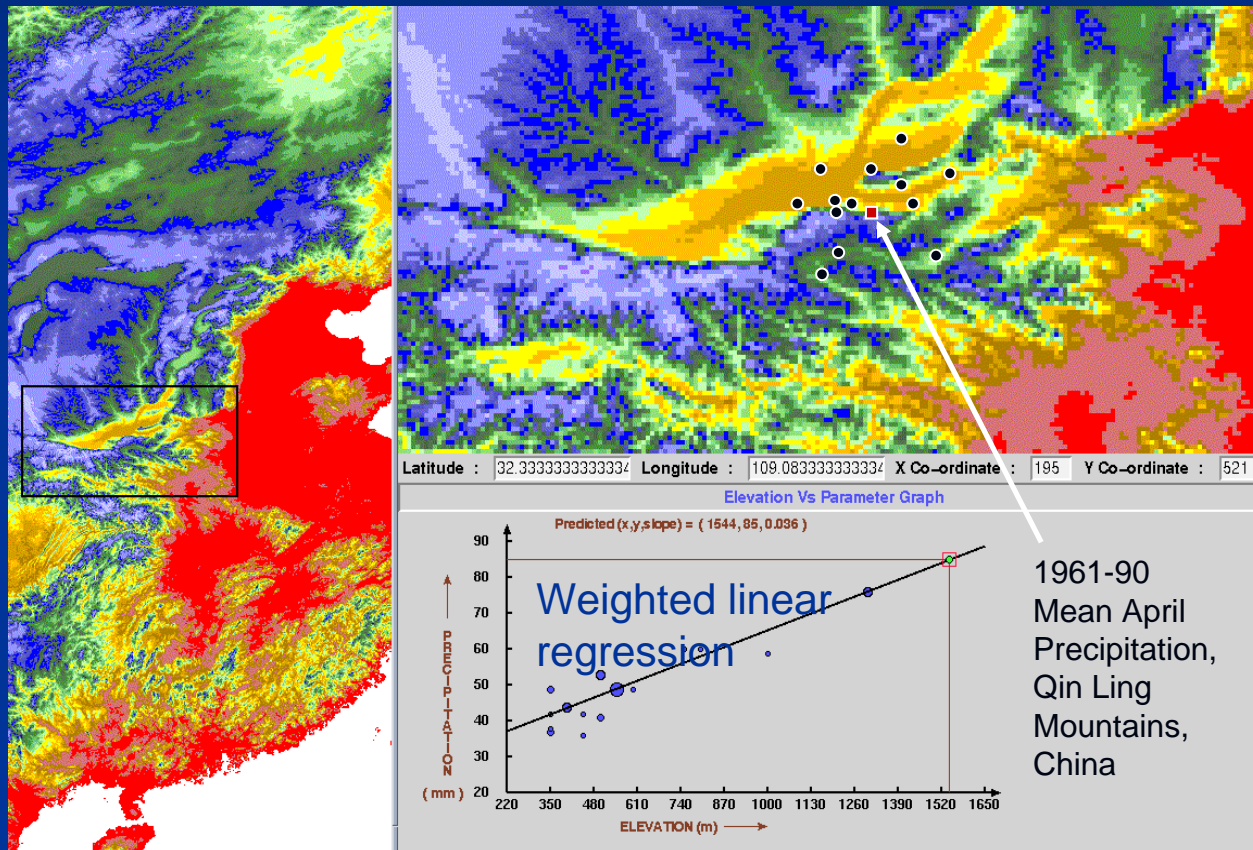 Latitude : 32.3333333333334 Longitude : 109.083333333334 X Co-ordinate : 195 Y Co-ordinate : 521
Elevation Vs Parameter Graph
Predicted (x,y,slope) = ( 1544, 85, 0.036 )
Weighted linear
regression
PRECIPITATION
( mm )
90
80
70
60
50
40
30
20
220 350 480 610 740 870 1000 1130 1260 1390 1520 1650
ELEVATION (m)
1961-90
Mean April
Precipitation,
Qin Ling
Mountains,
China